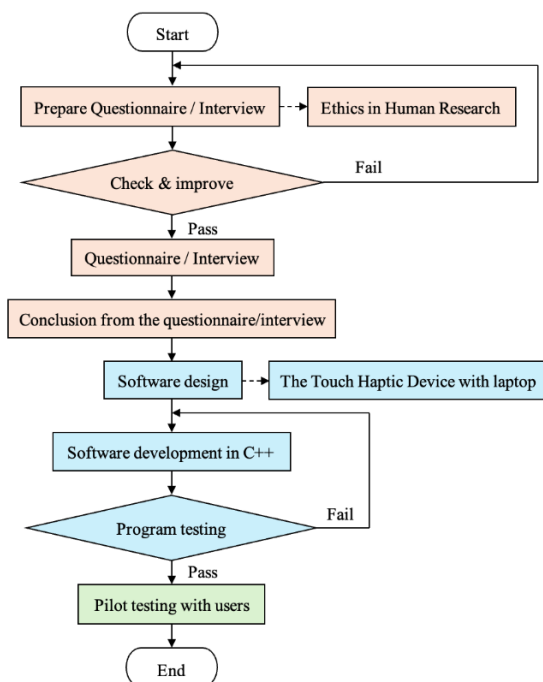 Start
Prepare Questionnaire / Interview
Ethics in Human Research
Check & improve
Fail
Pass
Questionnaire / Interview
Conclusion from the questionnaire/interview
Software design
The Touch Haptic Device with laptop
Software development in C++
Program testing
Fail
Pass
Pilot testing with users
End